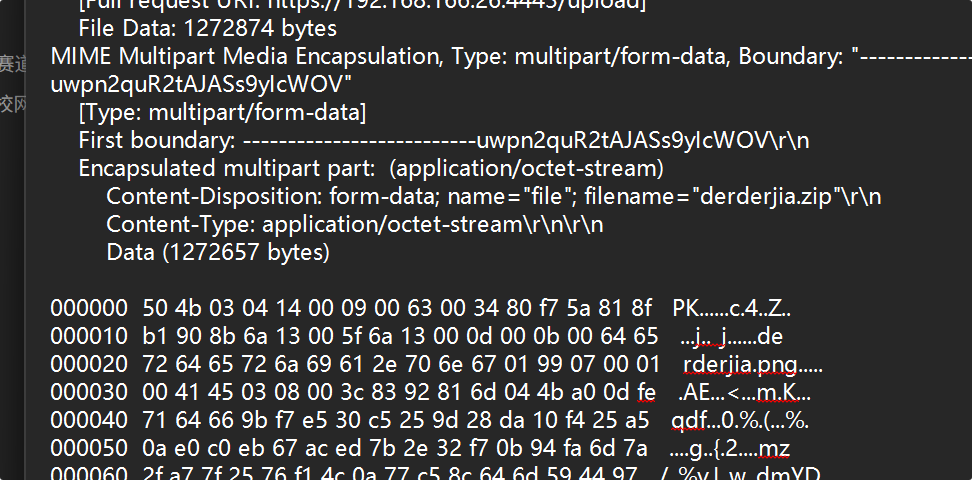 [Full request URI: https://192.168.166.26:4443/upload]
File Data: 1272874 bytes
MIME Multipart Media Encapsulation, Type: multipart/form-data, Boundary: "-------------
赛道
uwpn2quR2tAJASs9yIcWOV"
校网
[Type: multipart/form-data]
First boundary: --------------------------uwpn2quR2tAJASs9yIcWOV\r\n
Encapsulated multipart part:  (application/octet-stream)
Content-Disposition: form-data; name="file"; filename="derderjia.zip"\r\n
Content-Type: application/octet-stream\r\n\r\n
Data (1272657 bytes)
000000  50 4b 03 04 14 00 09 00 63 00 34 80 f7 5a 81 8f   PK......c.4..Z..
000010  b1 90 8b 6a 13 00 5f 6a 13 00 0d 00 0b 00 64 65   ...j.._j......de
000020  72 64 65 72 6a 69 61 2e 70 6e 67 01 99 07 00 01   rderjia.png.....
000030  00 41 45 03 08 00 3c 83 92 81 6d 04 4b a0 0d fe   .AE...<...m.K...
000040  71 64 66 9b f7 e5 30 c5 25 9d 28 da 10 f4 25 a5   qdf...0.%.(...%.
000050  0a e0 c0 eb 67 ac ed 7b 2e 32 f7 0b 94 fa 6d 7a   ....g..{.2....mz
000060  2f a7 7f 25 76 f1 4c 0a 77 c5 8c 64 6d 59 44 97   /..%v.L.w..dmYD.